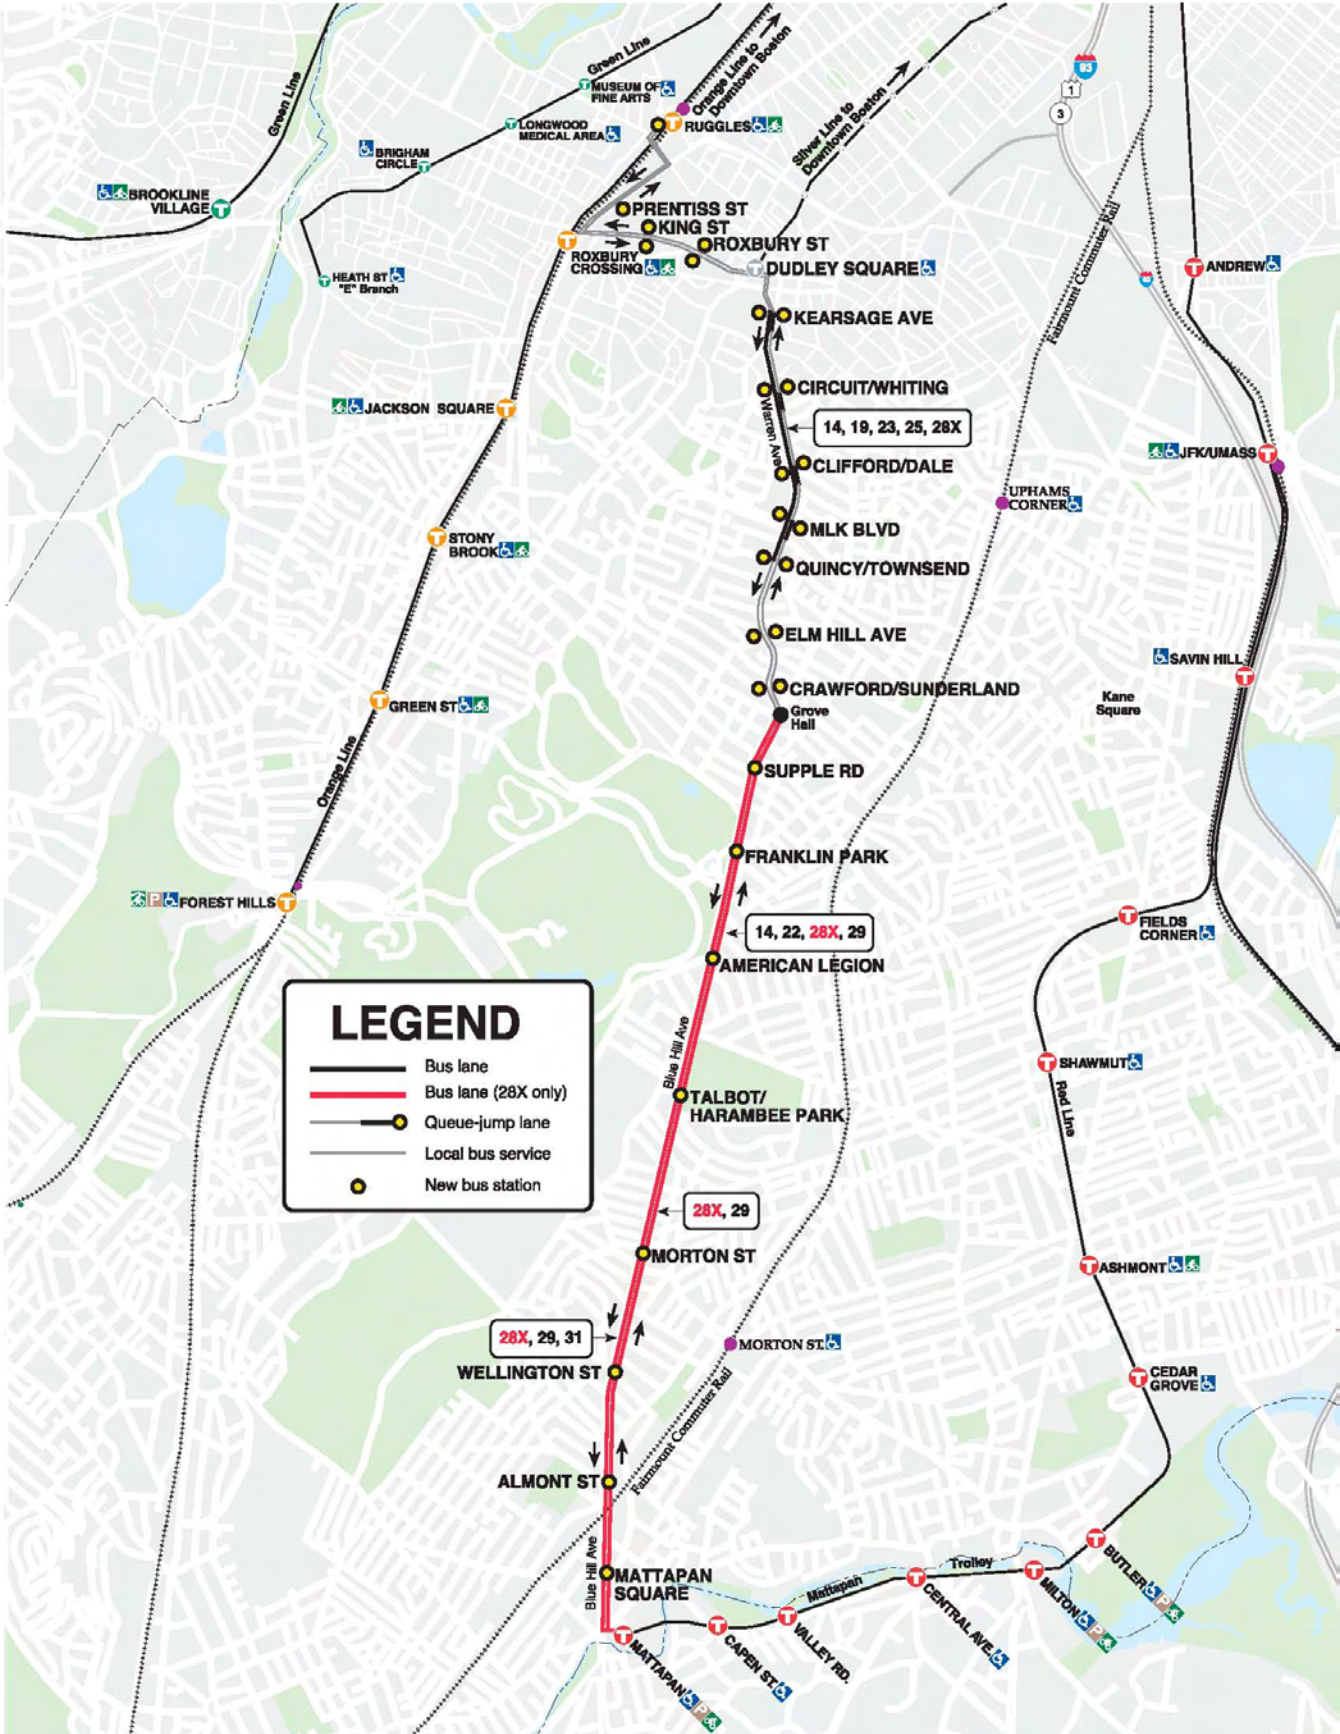 Green Line
Green Line
MUSEUM OF
FINE ARTS
Orange Line to
Downtown Boston
LONGWOOD
MEDICAL AREA
RUGGLES
BRIGHAM
CIRCLE
Silver Line to
Downtown Boston
93
1
3
BROOKLINE
VILLAGE
PRENTISS ST
KING ST
ROXBURY ST
ROXBURY
CROSSING
DUDLEY SQUARE
HEATH ST
"E" Branch
ANDREW
Fairmount Commuter Rail
KEARSAGE AVE
CIRCUIT/WHITING
JACKSON SQUARE
Warren Ave
14, 19, 23, 25, 28X
CLIFFORD/DALE
JFK/UMASS
UPHAMS
CORNER
MLK BLVD
STONY
BROOK
QUINCY/TOWNSEND
ELM HILL AVE
SAVIN HILL
CRAWFORD/SUNDERLAND
Kane
Square
GREEN ST
Grove
Hall
Orange Line
SUPPLE RD
FRANKLIN PARK
FOREST HILLS
P
14, 22, 28X, 29
FIELDS
CORNER
AMERICAN LEGION
LEGEND
Bus lane
Bus lane (28X only)
Queue-jump lane
Local bus service
New bus station
Blue Hill Ave
SHAWMUT
Red Line
TALBOT/
HARAMBEE PARK
28X, 29
MORTON ST
ASHMONT
28X, 29, 31
MORTON ST.
WELLINGTON ST
CEDAR
GROVE
Fairmount Commuter Rail
ALMONT ST
Blue Hill Ave
MATTAPAN
SQUARE
Mattapan
Trolley
BUTLER
P
MILTON
P
CENTRAL AVE.
VALLEY RD.
CAPEN ST.
MATTAPAN
P